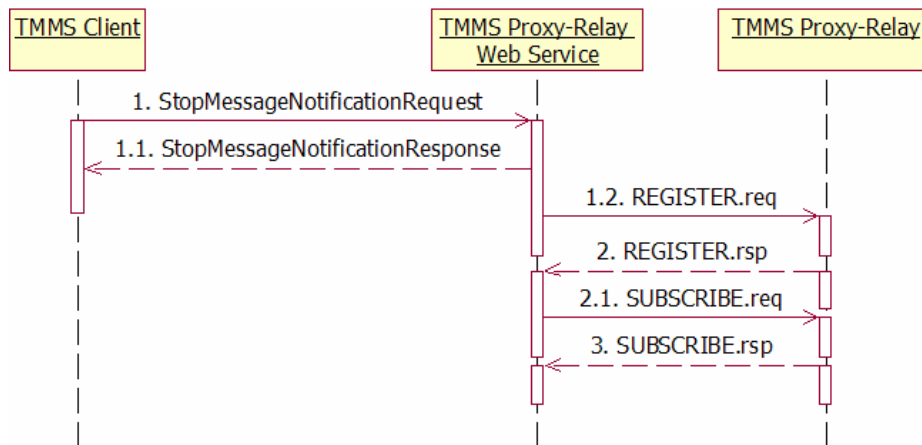 TMMS Client
TMMS Proxy-Relay
Web Service
TMMS Proxy-Relay
1. StopMessageNotificationRequest
1.1. StopMessageNotificationResponse
1.2. REGISTER.req
2. REGISTER.rsp
2.1. SUBSCRIBE.req
3. SUBSCRIBE.rsp